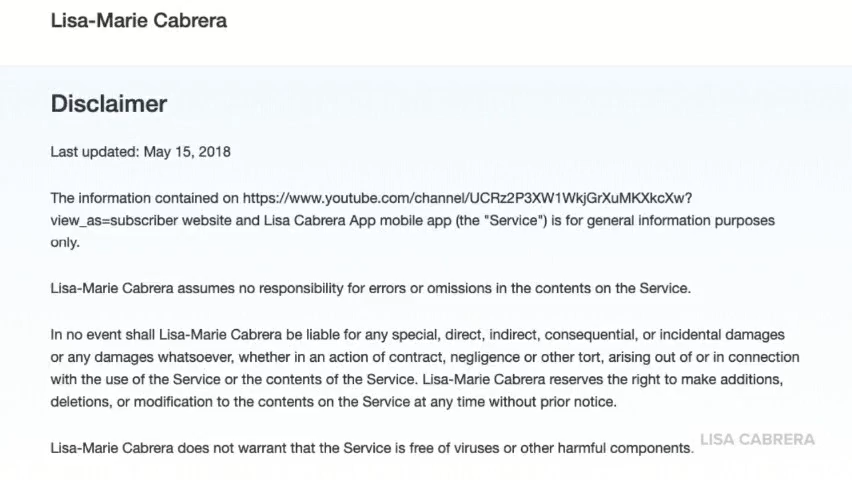 Lisa-Marie Cabrera
Disclaimer
Last updated: May 15, 2018
The information contained on https://www.youtube.com/channel/UCRz2P3XW1WkjGrXuMKXkcXw?
view_as=subscriber website and Lisa Cabrera App mobile app (the "Service") is for general information purposes
only.
Lisa-Marie Cabrera assumes no responsibility for errors or omissions in the contents on the Service.
In no event shall Lisa-Marie Cabrera be liable for any special, direct, indirect, consequential, or incidental damages
or any damages whatsoever, whether in an action of contract, negligence or other tort, arising out of or in connection
with the use of the Service or the contents of the Service. Lisa-Marie Cabrera reserves the right to make additions,
deletions, or modification to the contents on the Service at any time without prior notice.
Lisa-Marie Cabrera does not warrant that the Service is free of viruses or other harmful components.
LISA CABRERA